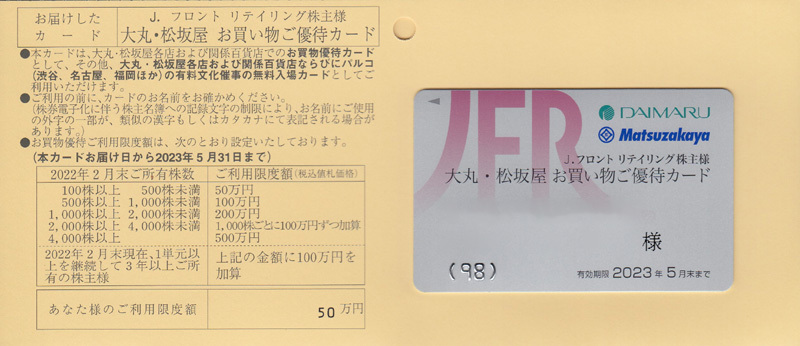 お届けした
カード
J. フロント リテイリング株主様
大丸・松坂屋 お買い物ご優待カード
●本カードは、大丸・松坂屋各店および関係百貨店でのお買物優待カード
として、その他、大丸・松坂屋各店および関係百貨店ならびにパルコ
(渋谷、名古屋、福岡ほか)の有料文化催事の無料入場カードとしてご
利用いただけます。
●ご利用の前に、カードのお名前をお確かめください。
(株券電子化に伴う株主名簿への記録文字の制限により、お名前にご使用
の外字の一部が、類似の漢字もしくはカタカナにて表記される場合が
あります。)
●お買物優待ご利用限度額は、次のとおり設定いたしております。
(本カードお届け日から2023年5月31日まで)
2022年2月末ご所有株数 ご利用限度額(税込値札価格)
100株以上 500株未満 50万円
500株以上 1,000株未満 100万円
1,000株以上 2,000株未満 200万円
2,000株以上 4,000株未満 1,000株ごとに100万円ずつ加算
4,000株以上 500万円
2022年2月末現在、1単元以
上を継続して3年以上ご所
有の株主様
上記の金額に100万円を
加算
あなた様のご利用限度額 50万円
JFR
DAIMARU
Matsuzakaya
J.フロント リテイリング株主様
大丸・松坂屋 お買い物ご優待カード
様
(98)
有効期限 2023年5月末まで